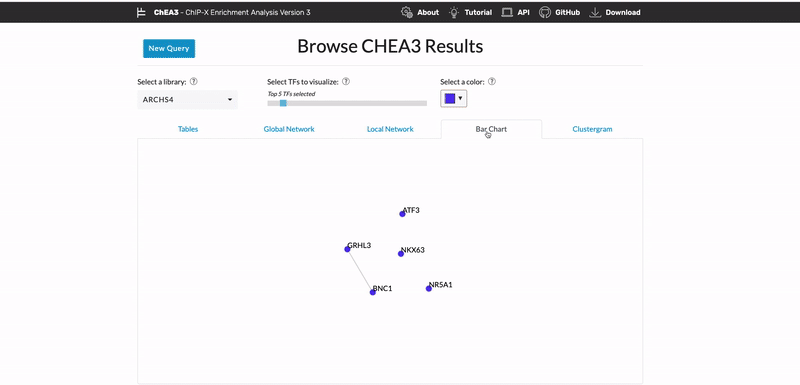 ChEA3 - ChIP-X Enrichment Analysis Version 3
About
Tutorial
API
GitHub
Download
New Query
Browse CHEA3 Results
Select a library: ?
Select TFs to visualize: ?
Select a color: ?
ARCHS4
Top 5 TFs selected
Tables
Global Network
Local Network
Bar Chart
Clustergram
ATF3
GRHL3
NKX63
BNC1
NR5A1